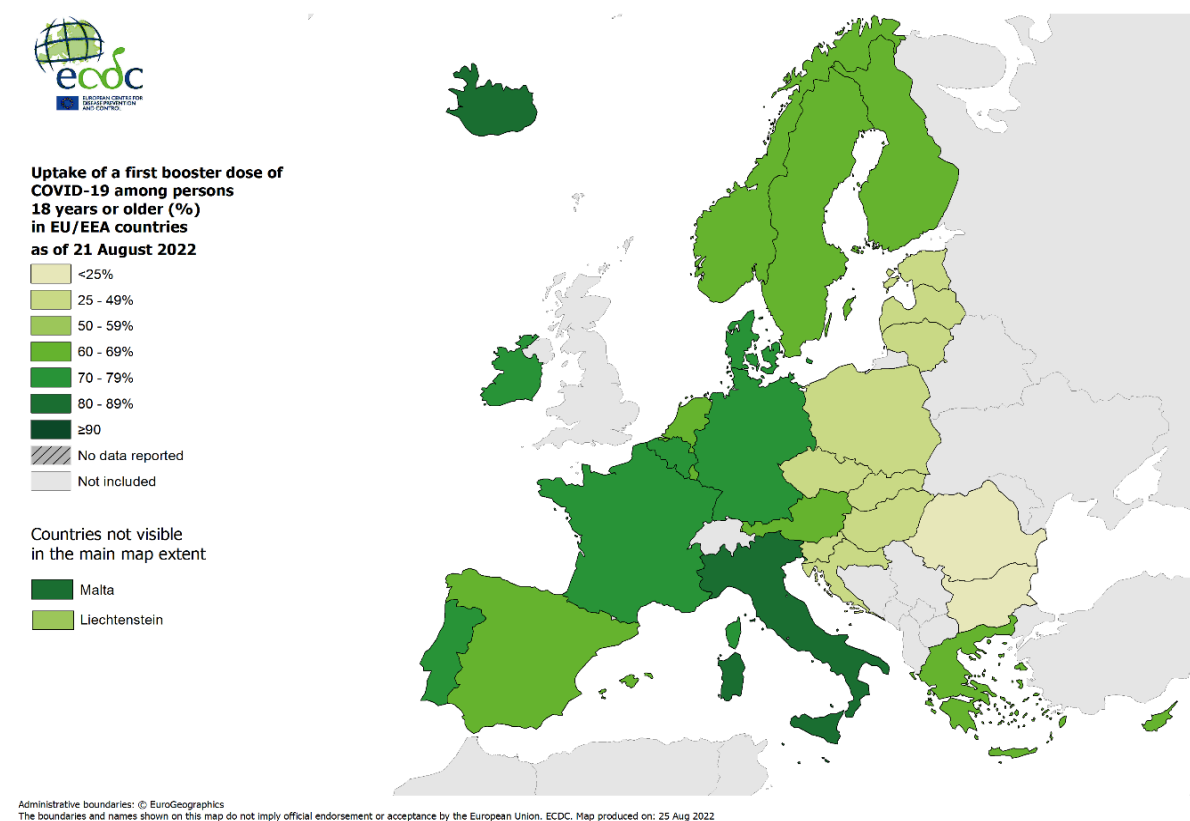 ecdc
EUROPEAN CENTRE FOR
DISEASE PREVENTION
AND CONTROL
Uptake of a first booster dose of
COVID-19 among persons
18 years or older (%)
in EU/EEA countries
as of 21 August 2022
<25%
25 - 49%
50 - 59%
60 - 69%
70 - 79%
80 - 89%
≥90
No data reported
Not included
Countries not visible
in the main map extent
Malta
Liechtenstein
Administrative boundaries: © EuroGeographics
The boundaries and names shown on this map do not imply official endorsement or acceptance by the European Union. ECDC. Map produced on: 25 Aug 2022